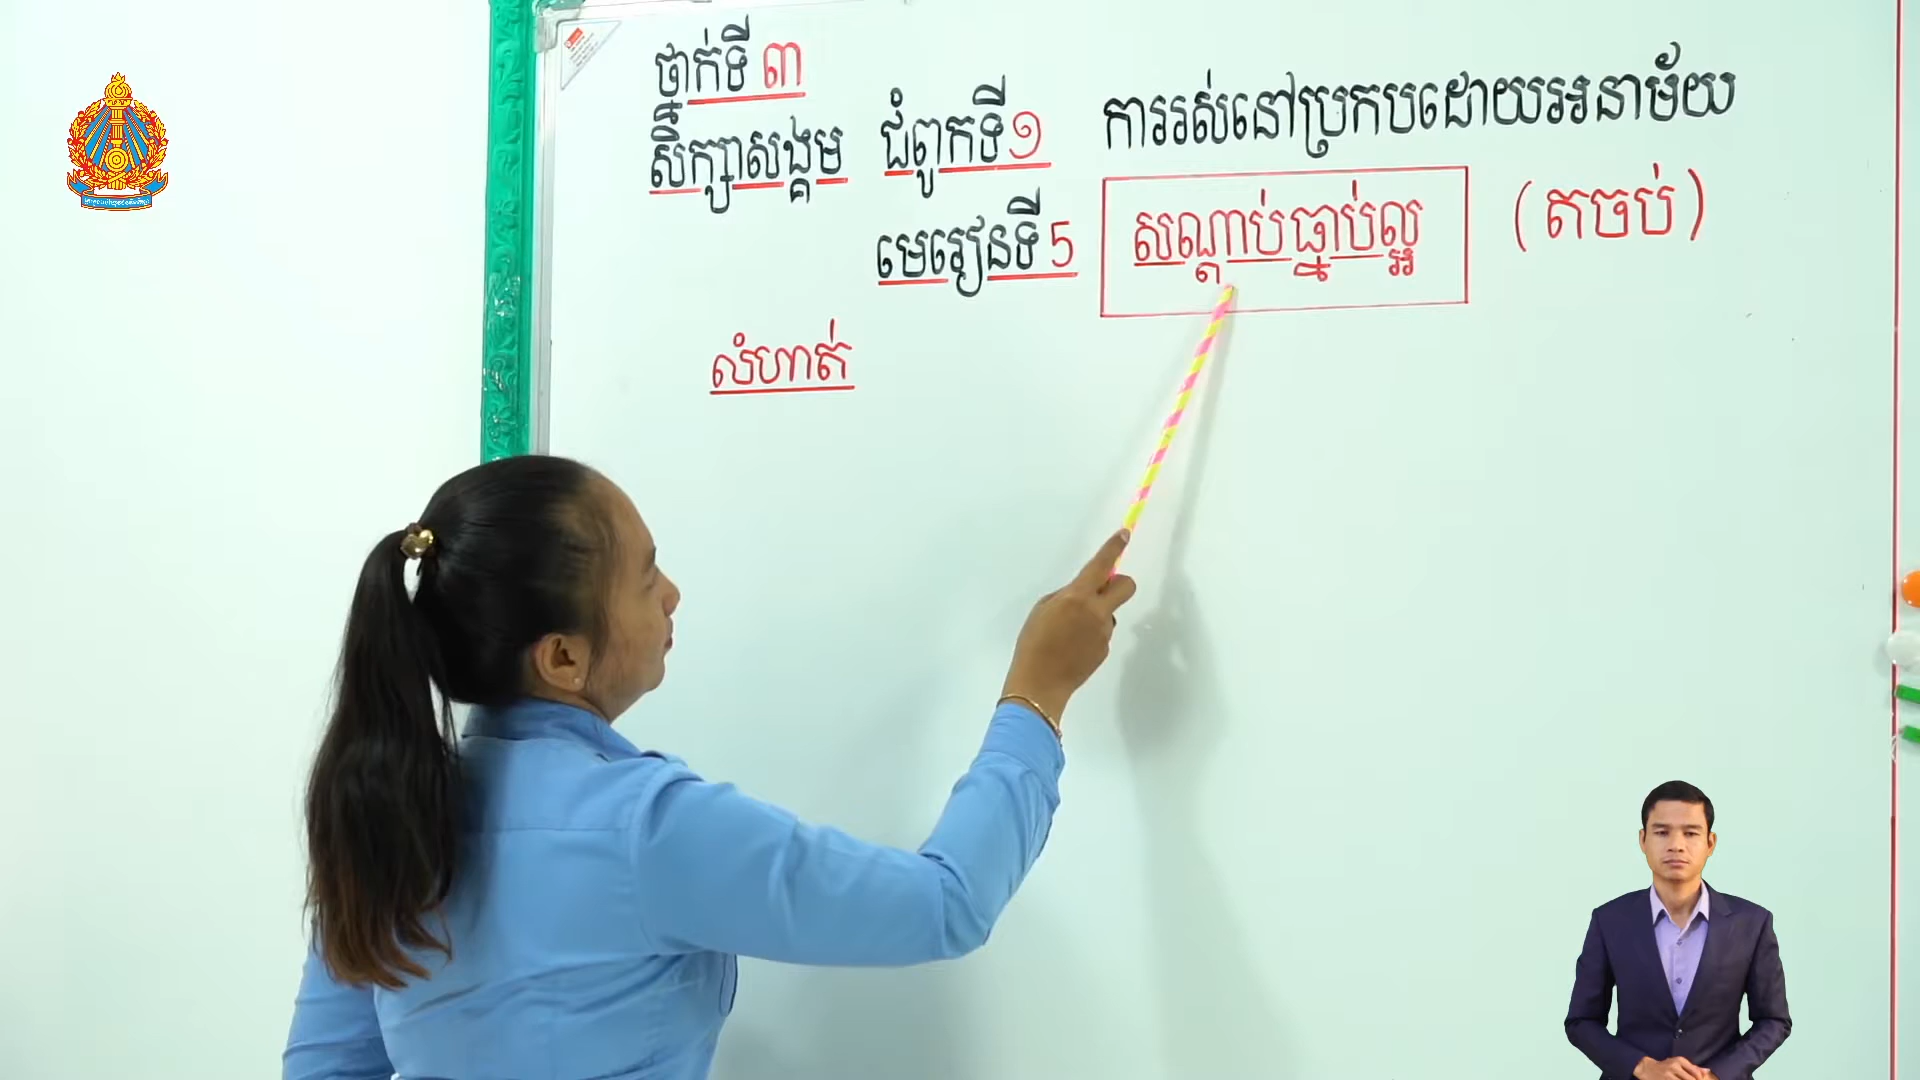 ថ្នាក់ទី ៣
សិក្សាសង្គម ជំពូកទី១ ការរស់នៅប្រកបដោយអនាម័យ
មេរៀនទី 5 សណ្ដាប់ធ្នាប់ល្អ (តចប់)
លំហាត់